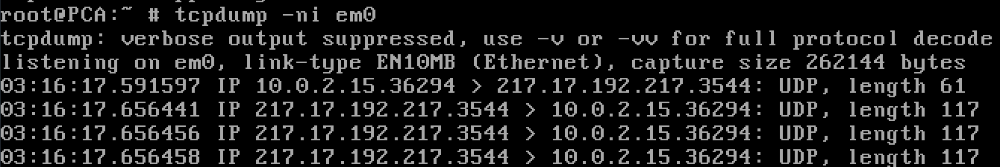 root@PCA:~ # tcpdump -ni em0
tcpdump: verbose output suppressed, use -v or -vv for full protocol decode
listening on em0, link-type EN10MB (Ethernet), capture size 262144 bytes
03:16:17.591597 IP 10.0.2.15.36294 > 217.17.192.217.3544: UDP, length 61
03:16:17.656441 IP 217.17.192.217.3544 > 10.0.2.15.36294: UDP, length 117
03:16:17.656456 IP 217.17.192.217.3544 > 10.0.2.15.36294: UDP, length 117
03:16:17.656458 IP 217.17.192.217.3544 > 10.0.2.15.36294: UDP, length 117